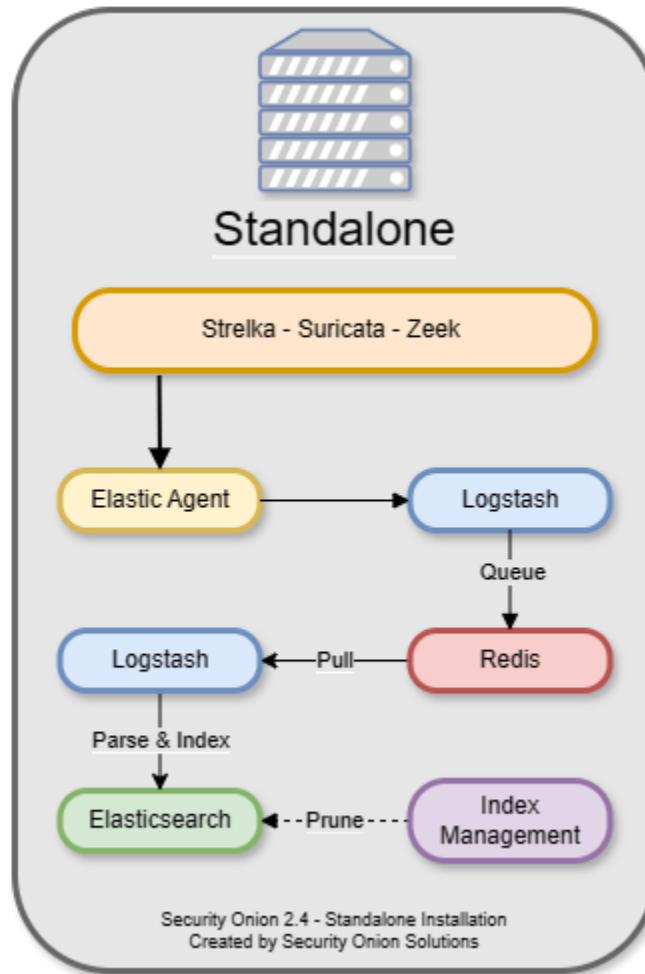 Standalone
Strelka - Suricata - Zeek
Elastic Agent
Logstash
Queue
Logstash
Pull
Redis
Parse & Index
Elasticsearch
Prune
Index
Management
Security Onion 2.4 - Standalone Installation
Created by Security Onion Solutions